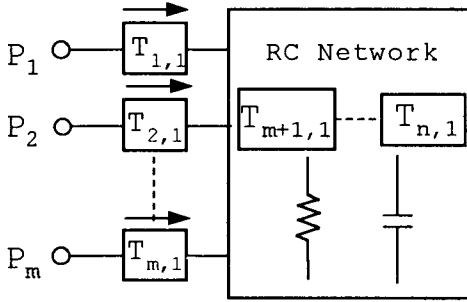 RC Network
P1 T1,1
P2 T2,1 Tm+1,1 Tn,1
Pm Tm,1